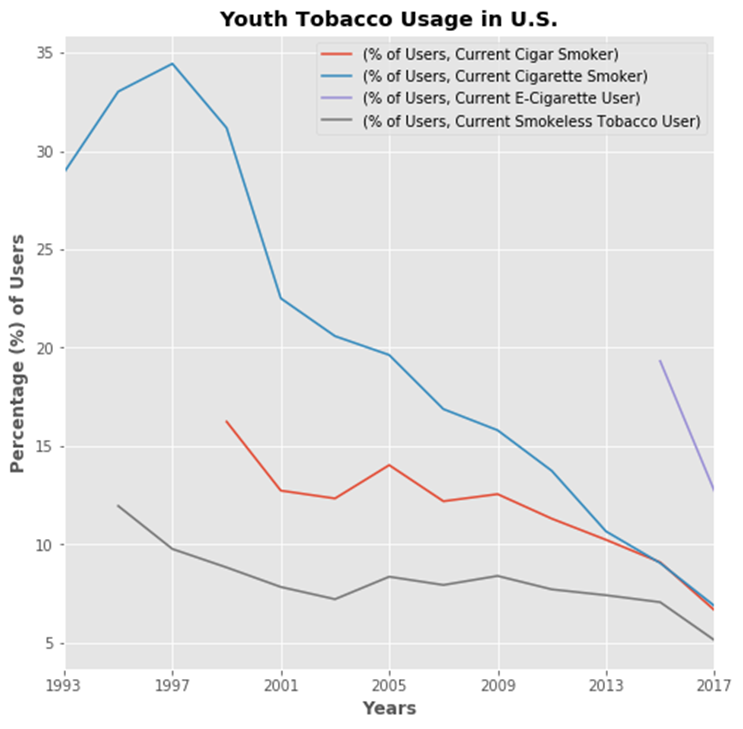 Youth Tobacco Usage in U.S.
(% of Users, Current Cigar Smoker)
(% of Users, Current Cigarette Smoker)
(% of Users, Current E-Cigarette User)
(% of Users, Current Smokeless Tobacco User)
35
30
25
20
15
10
5
Percentage (%) of Users
1993 1997 2001 2005 2009 2013 2017
Years